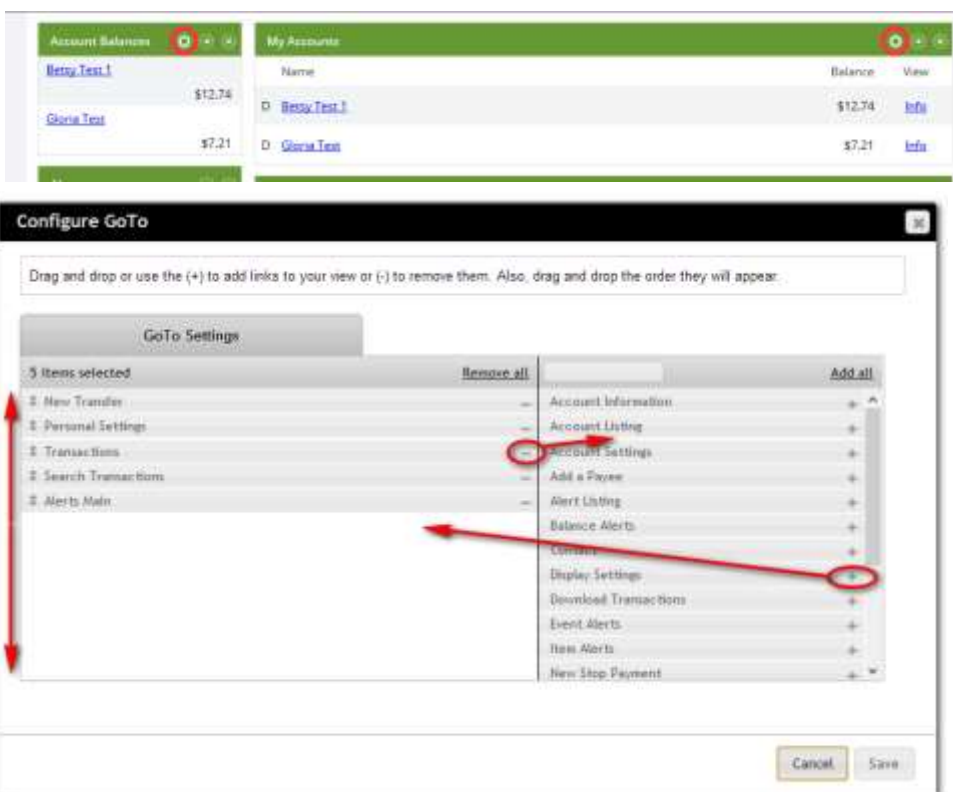 Account Balances
My Accounts
Betsy Test 1
Name Balance View
$12.74
D Betsy Test 1 $12.74 Info
Gloria Test
$7.21
D Gloria Test $7.21 Info
Configure GoTo
Drag and drop or use the (+) to add links to your view or (-) to remove them. Also, drag and drop the order they will appear.
GoTo Settings
5 items selected Remove all Add all
New Transfer – Account Information +
Personal Settings – Account Listing +
Transactions – Account Settings +
Search Transactions – Add a Payee +
Alerts Main – Alert Listing +
Balance Alerts +
Contact +
Display Settings +
Download Transactions +
Event Alerts +
Item Alerts +
New Stop Payment +
Cancel Save